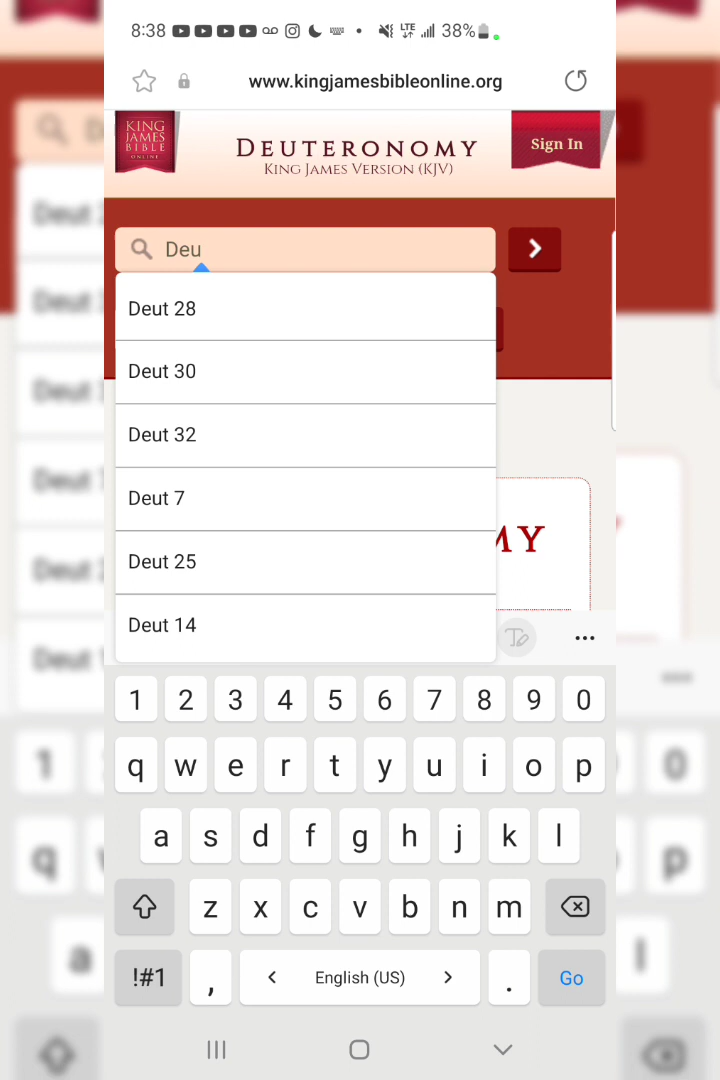 8:38 LTE 38%
www.kingjamesbibleonline.org
KING
JAMES
BIBLE
ONLINE
DEUTERONOMY
KING JAMES VERSION (KJV)
Sign In
Deu
Deut 28
Deut 30
Deut 32
Deut 7
Deut 25
Deut 14
MY
1 2 3 4 5 6 7 8 9 0
q w e r t y u i o p
a s d f g h j k l
z x c v b n m
!#1 , < English (US) > . Go